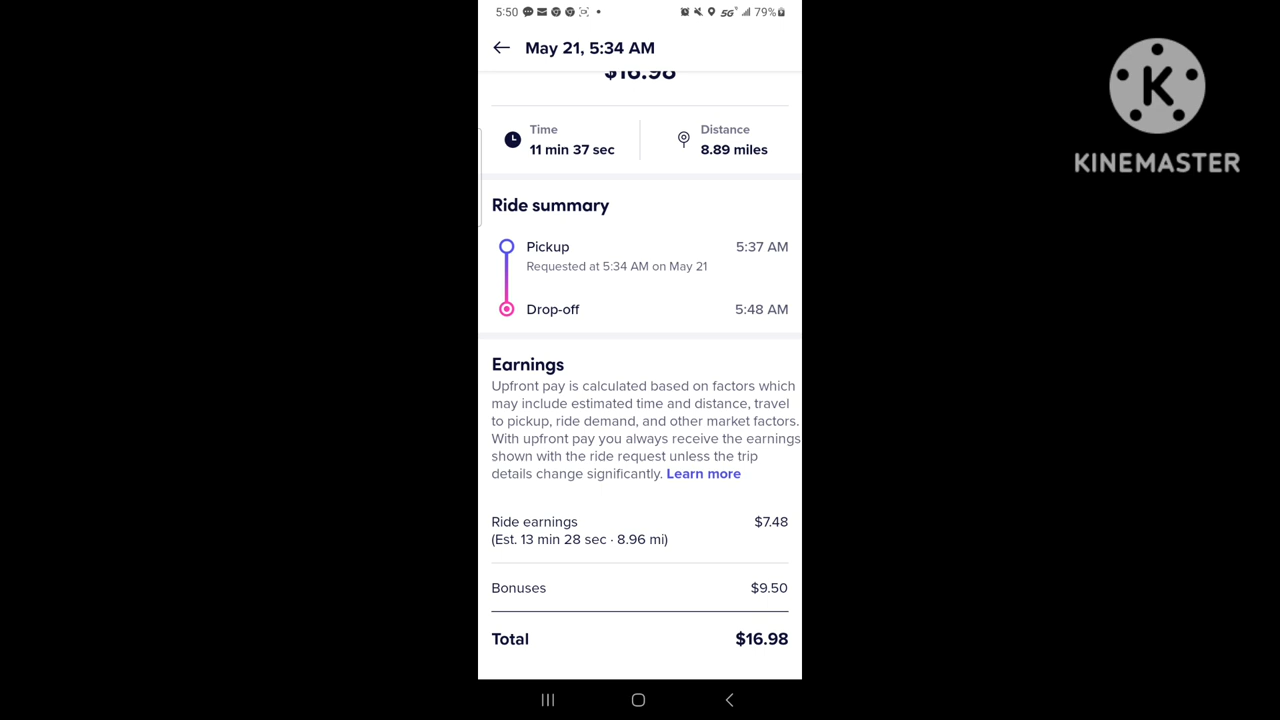 5:50
5G
79%
May 21, 5:34 AM
$16.98
Time
11 min 37 sec
Distance
8.89 miles
Ride summary
Pickup
5:37 AM
Requested at 5:34 AM on May 21
Drop-off
5:48 AM
Earnings
Upfront pay is calculated based on factors which
may include estimated time and distance, travel
to pickup, ride demand, and other market factors.
With upfront pay you always receive the earnings
shown with the ride request unless the trip
details change significantly. Learn more
Ride earnings
$7.48
(Est. 13 min 28 sec · 8.96 mi)
Bonuses
$9.50
Total
$16.98
K
KINEMASTER